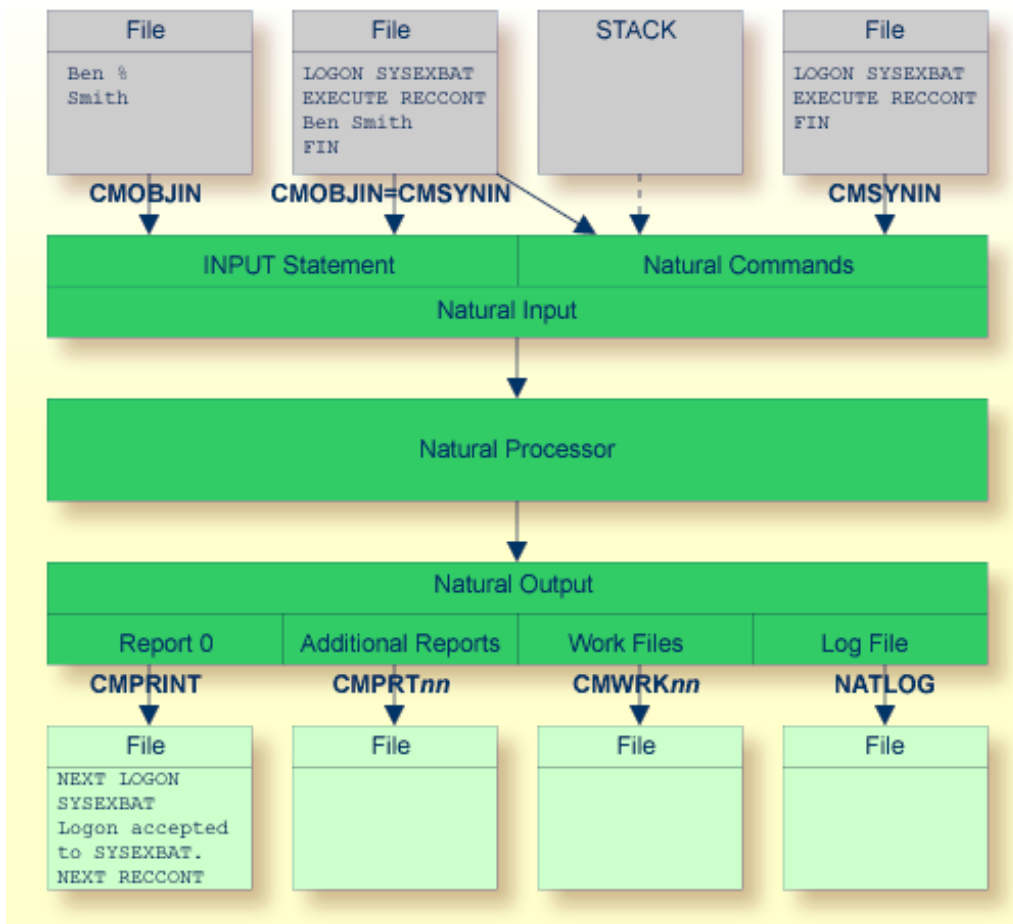 File
Ben %
Smith
File
LOGON SYSEXBAT
EXECUTE RECCONT
Ben Smith
FIN
STACK
File
LOGON SYSEXBAT
EXECUTE RECCONT
FIN
CMOBJIN
CMOBJIN=CMSYNIN
CMSYNIN
INPUT Statement
Natural Commands
Natural Input
Natural Processor
Natural Output
Report 0
Additional Reports
Work Files
Log File
CMPRINT
CMPRTnn
CMWRKnn
NATLOG
File
NEXT LOGON
SYSEXBAT
Logon accepted
to SYSEXBAT.
NEXT RECCONT
File
File
File